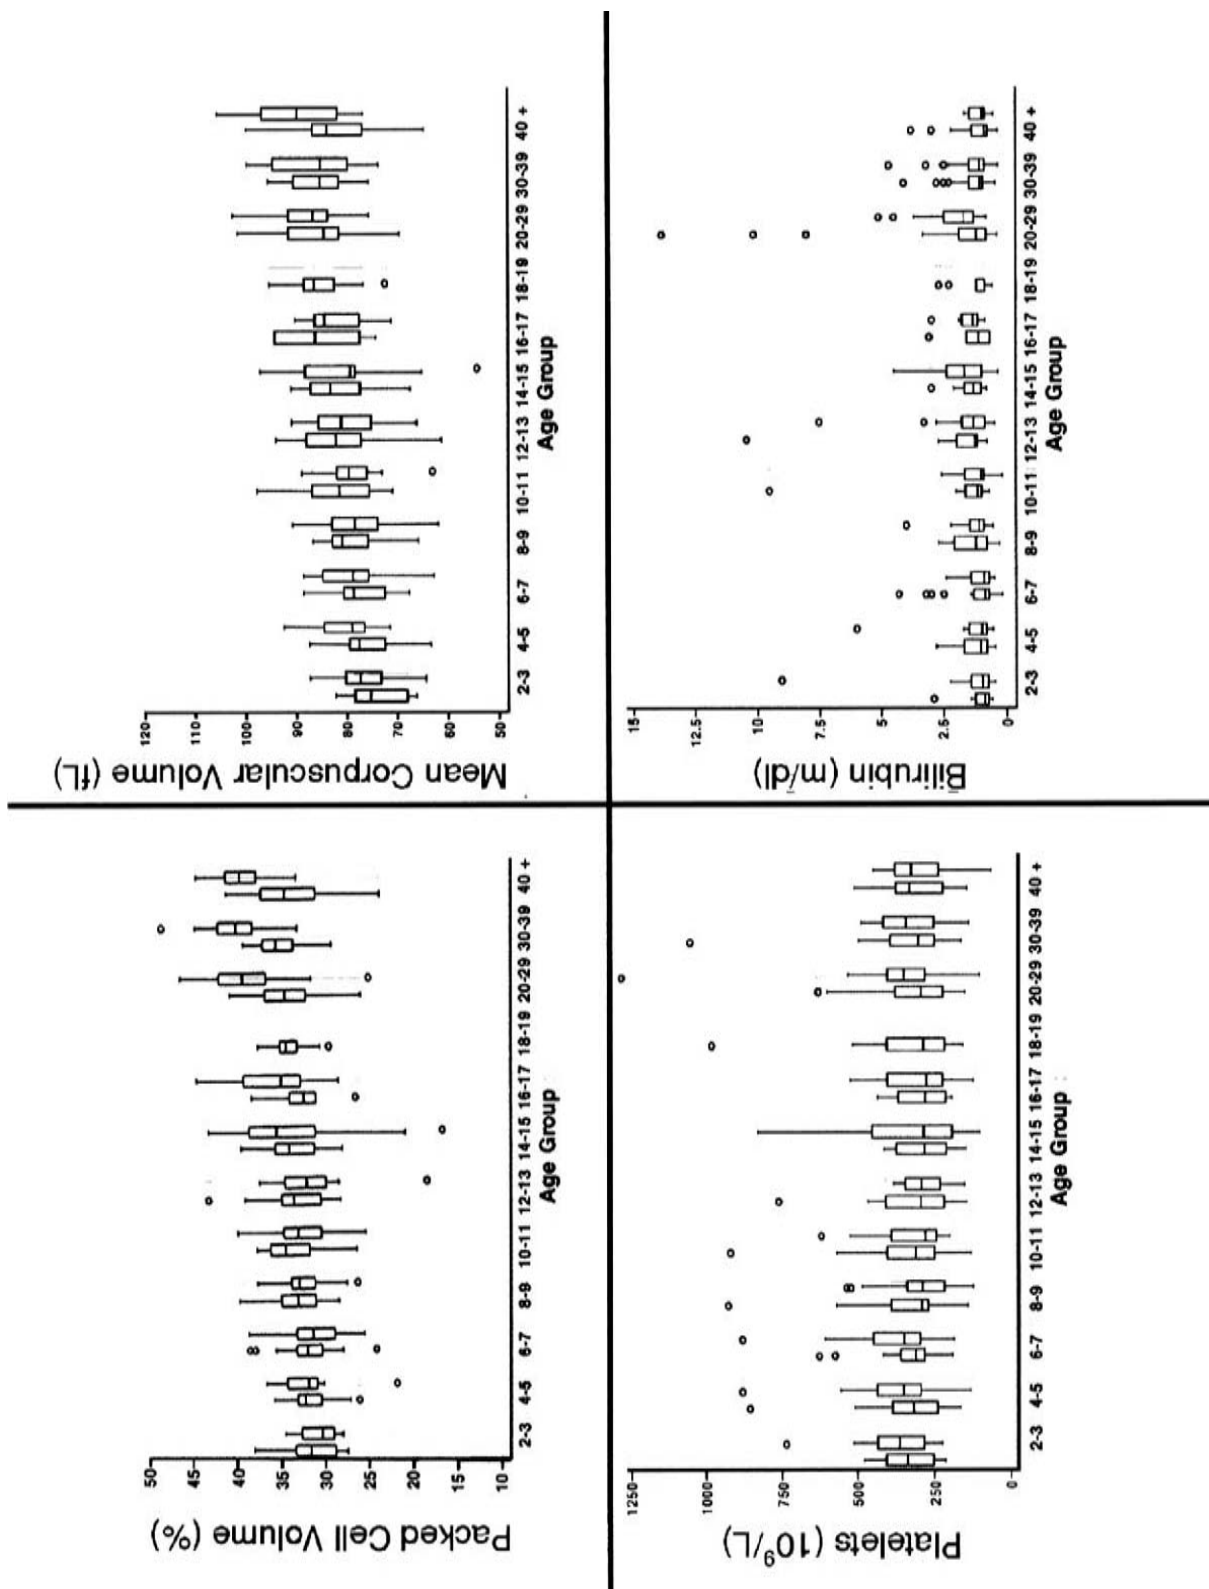 Packed Cell Volume (%)
50
45
40
35
30
25
20
15
10
2-3 4-5 6-7 8-9 10-11 12-13 14-15 16-17 18-19 20-29 30-39 40 +
Age Group
Mean Corpuscular Volume (fL)
120
110
100
90
80
70
60
50
2-3 4-5 6-7 8-9 10-11 12-13 14-15 16-17 18-19 20-29 30-39 40 +
Age Group
Platelets (10⁹/L)
1250
1000
750
500
250
0
2-3 4-5 6-7 8-9 10-11 12-13 14-15 16-17 18-19 20-29 30-39 40 +
Age Group
Bilirubin (m/dl)
15
12.5
10
7.5
5
2.5
0
2-3 4-5 6-7 8-9 10-11 12-13 14-15 16-17 18-19 20-29 30-39 40 +
Age Group